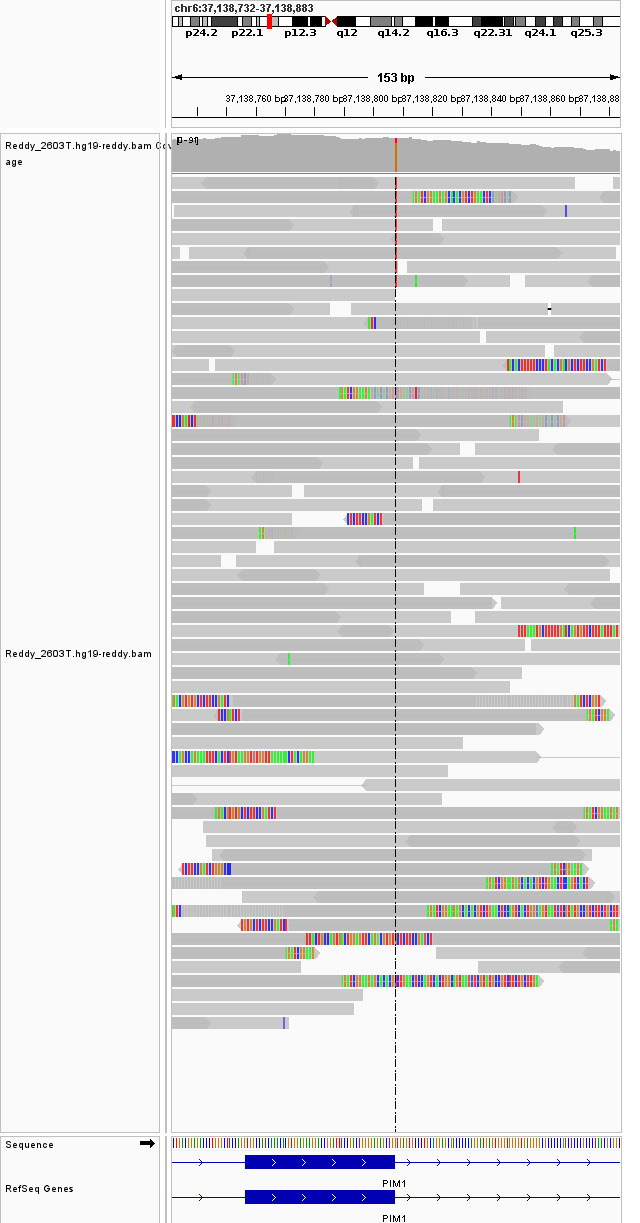 chr6:37,138,732-37,138,883
p24.2 p22.1 p12.3 q12 q14.2 q16.3 q22.31 q24.1 q25.3
153 bp
37,138,760 bp 37,138,780 bp 37,138,800 bp 37,138,820 bp 37,138,840 bp 37,138,860 bp 37,138,88
Reddy_2603T.hg19-reddy.bam Cov
age
[0-91]
Reddy_2603T.hg19-reddy.bam
Sequence
PIM1
RefSeq Genes
PIM1